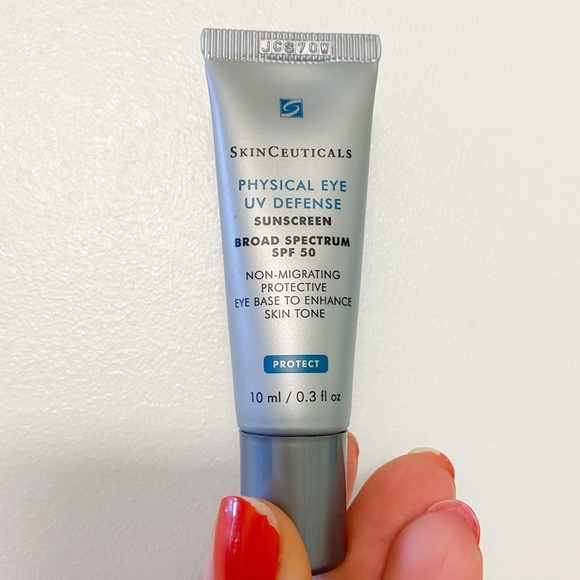 JC870W
SKINCEUTICALS
PHYSICAL EYE
UV DEFENSE
SUNSCREEN
BROAD SPECTRUM
SPF 50
NON-MIGRATING
PROTECTIVE
EYE BASE TO ENHANCE
SKIN TONE
PROTECT
10 ml / 0.3 fl oz